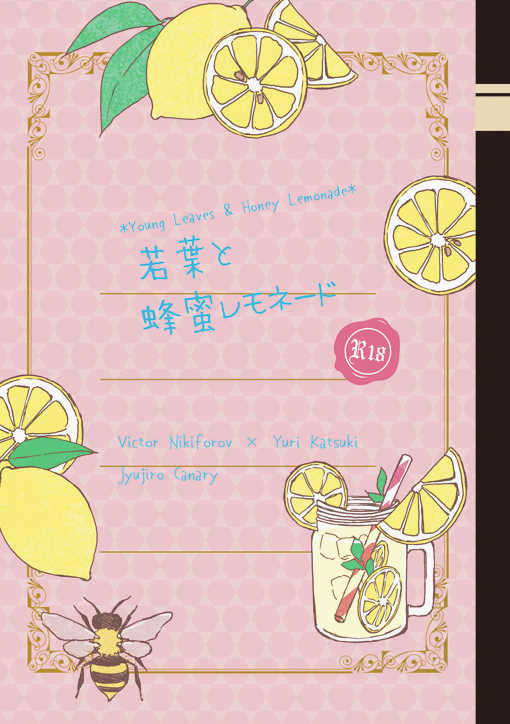 *Young Leaves & Honey Lemonade*
若葉と
蜂蜜レモネード
R18
Victor Nikiforov × Yuri Katsuki
Jyujiro Canary